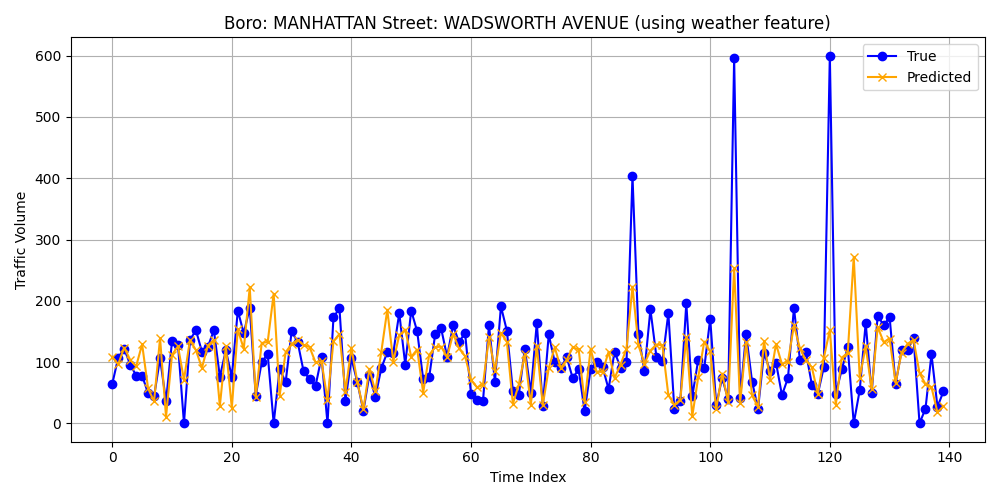 Boro: MANHATTAN Street: WADSWORTH AVENUE (using weather feature)
True
Predicted
Traffic Volume
600
500
400
300
200
100
0
0 20 40 60 80 100 120 140
Time Index